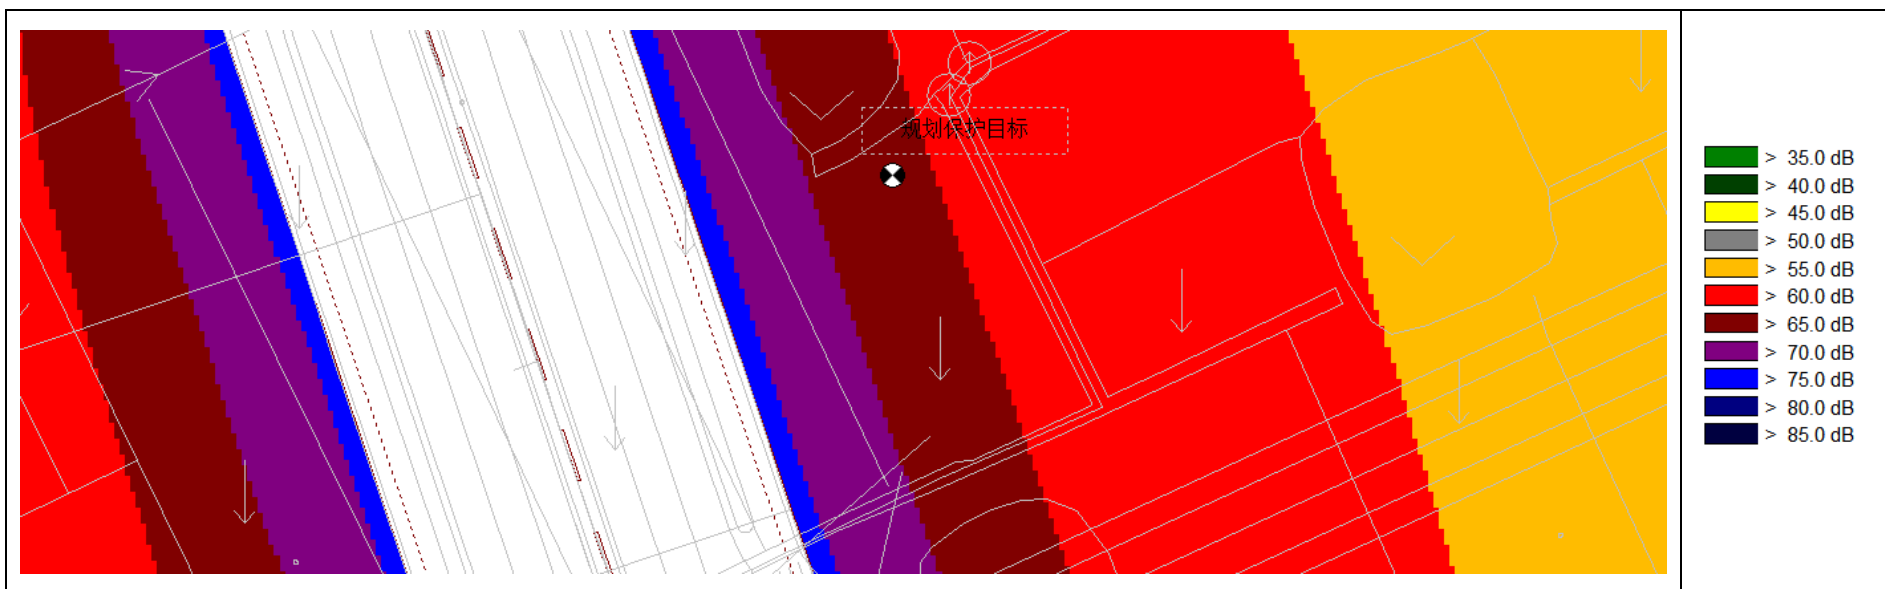 规划保护目标
> 35.0 dB
> 40.0 dB
> 45.0 dB
> 50.0 dB
> 55.0 dB
> 60.0 dB
> 65.0 dB
> 70.0 dB
> 75.0 dB
> 80.0 dB
> 85.0 dB